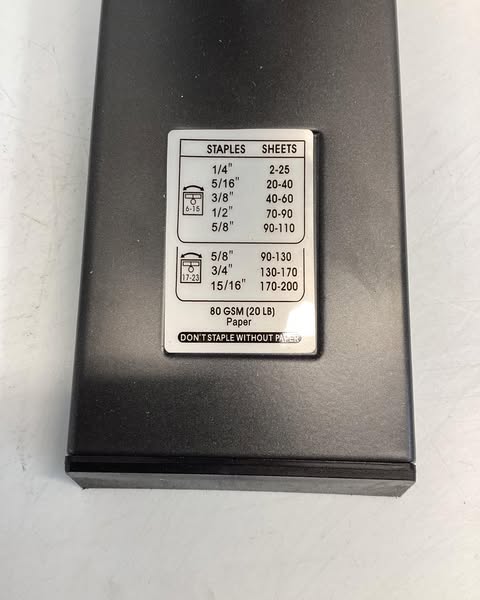 STAPLES SHEETS
1/4" 2-25
5/16" 20-40
3/8" 40-60
6-15
1/2" 70-90
5/8" 90-110
5/8" 90-130
3/4" 130-170
17-23
15/16" 170-200
80 GSM (20 LB)
Paper
DON'T STAPLE WITHOUT PAPER